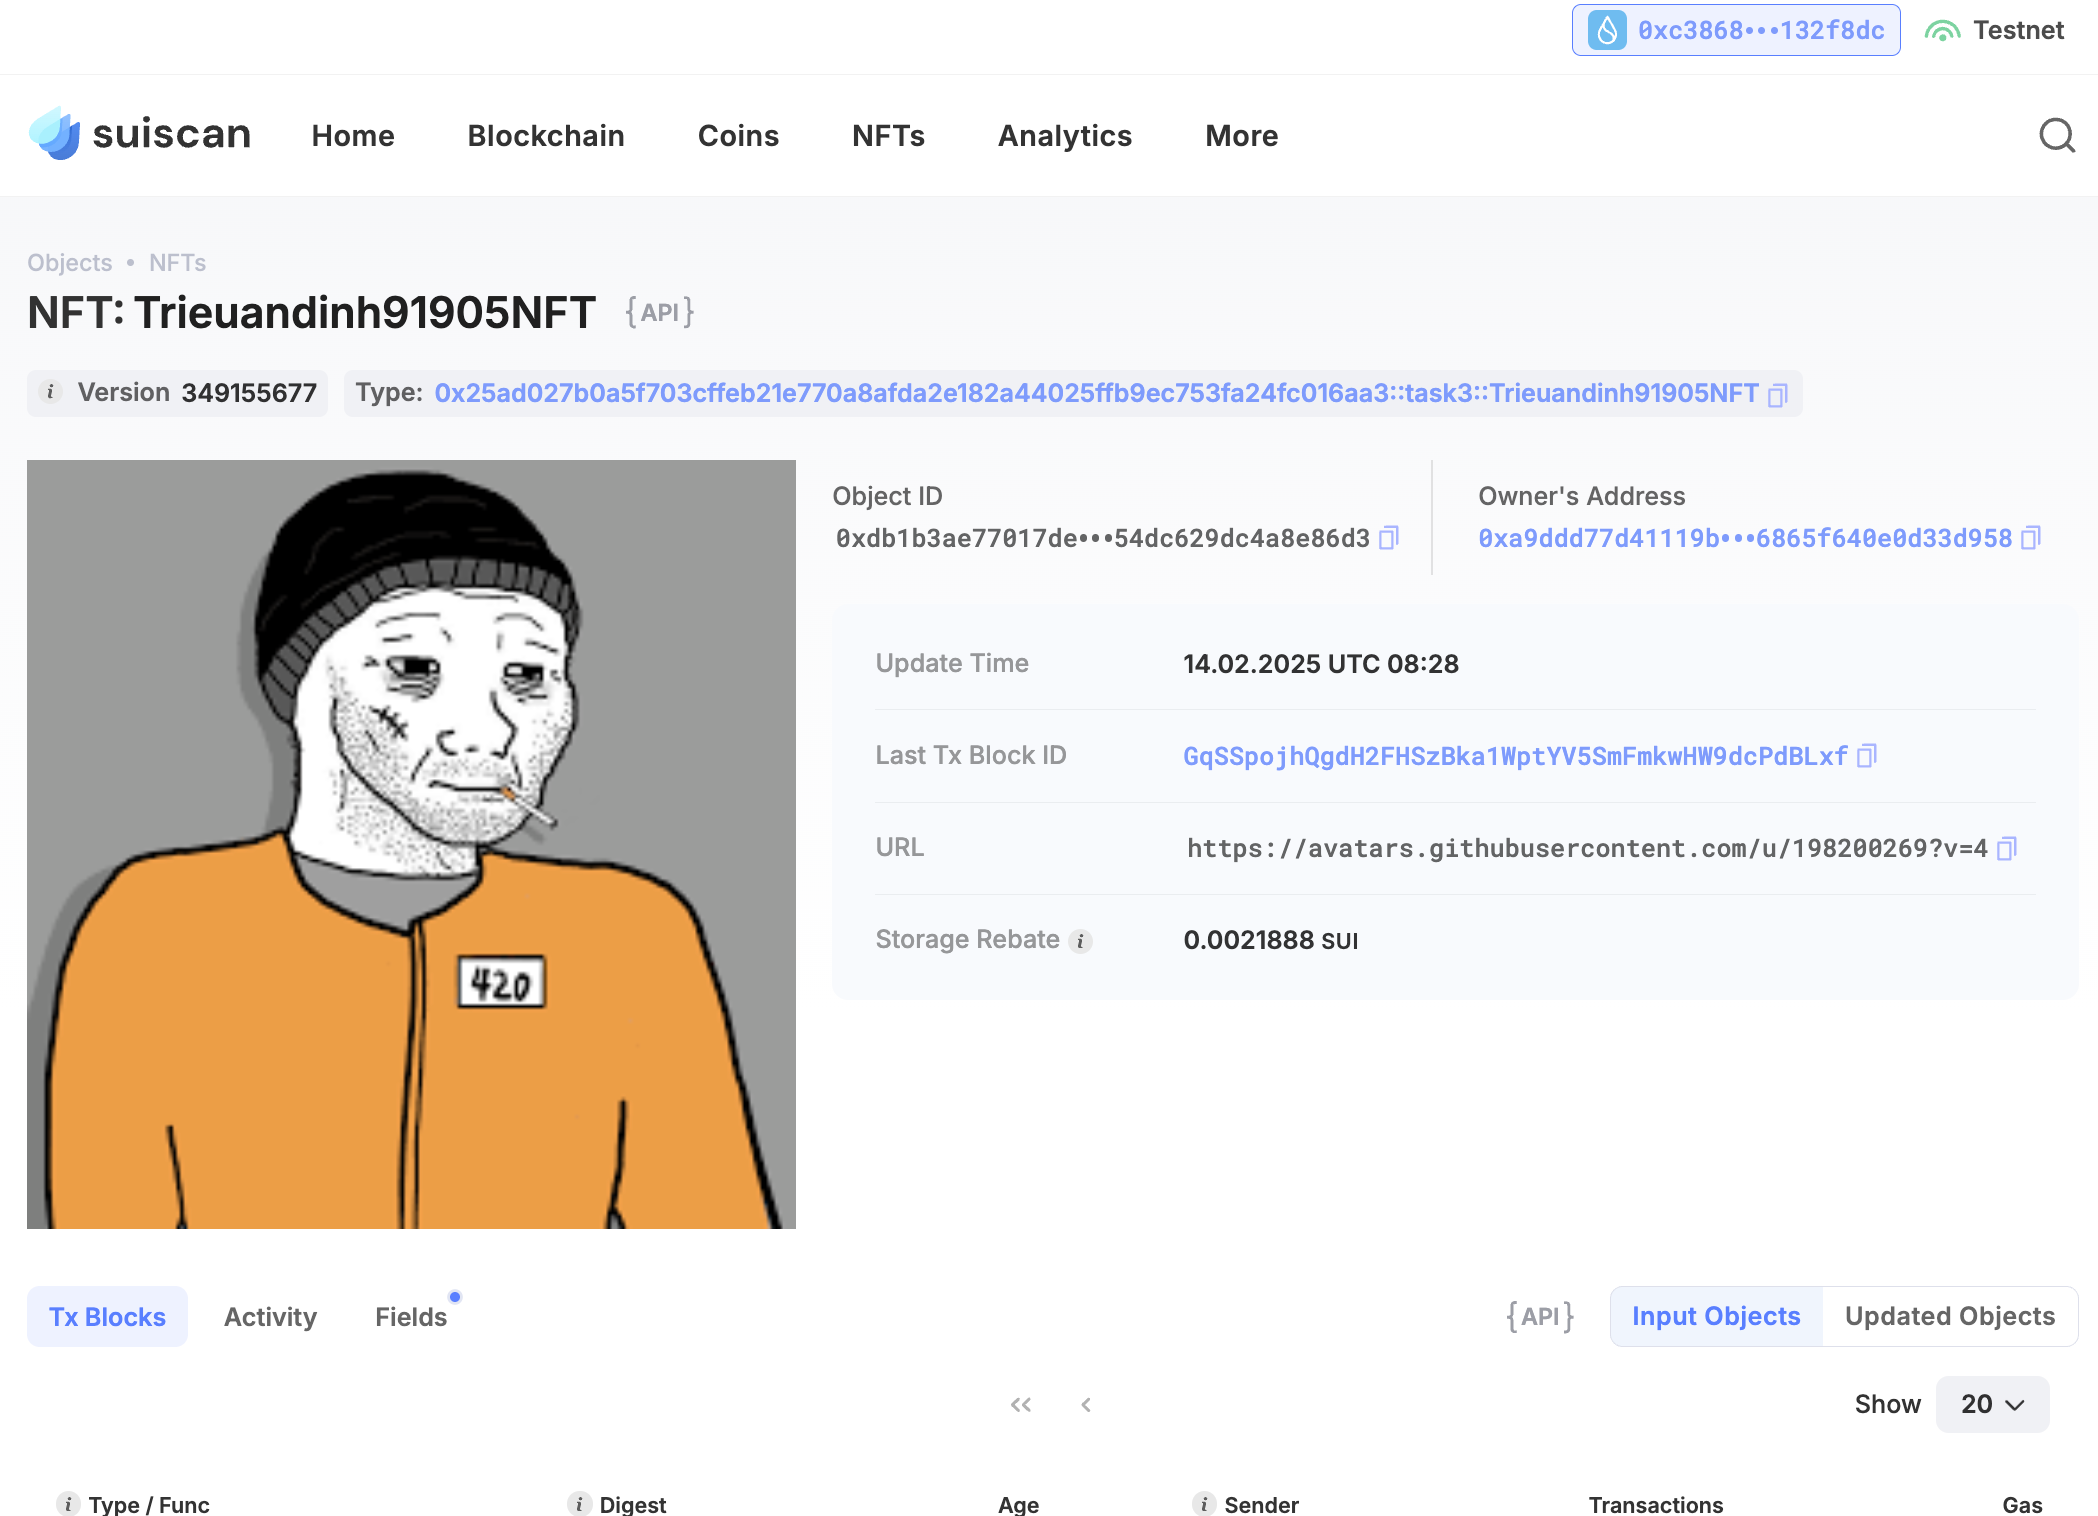 0xc3868•••132f8dc Testnet
suiscan Home Blockchain Coins NFTs Analytics More
Objects • NFTs
NFT: Trieuandinh91905NFT {API}
i Version 349155677 Type: 0x25ad027b0a5f703cffeb21e770a8afda2e182a44025ffb9ec753fa24fc016aa3::task3::Trieuandinh91905NFT
Object ID
0xdb1b3ae77017de•••54dc629dc4a8e86d3
Owner's Address
0xa9ddd77d41119b•••6865f640e0d33d958
Update Time 14.02.2025 UTC 08:28
Last Tx Block ID GqSSpojhQgdH2FHSzBka1WptYV5SmFmkwHW9dcPdBLxf
URL https://avatars.githubusercontent.com/u/198200269?v=4
Storage Rebate i 0.0021888 SUI
420
Tx Blocks Activity Fields {API} Input Objects Updated Objects
Show 20
i Type / Func i Digest Age i Sender Transactions Gas